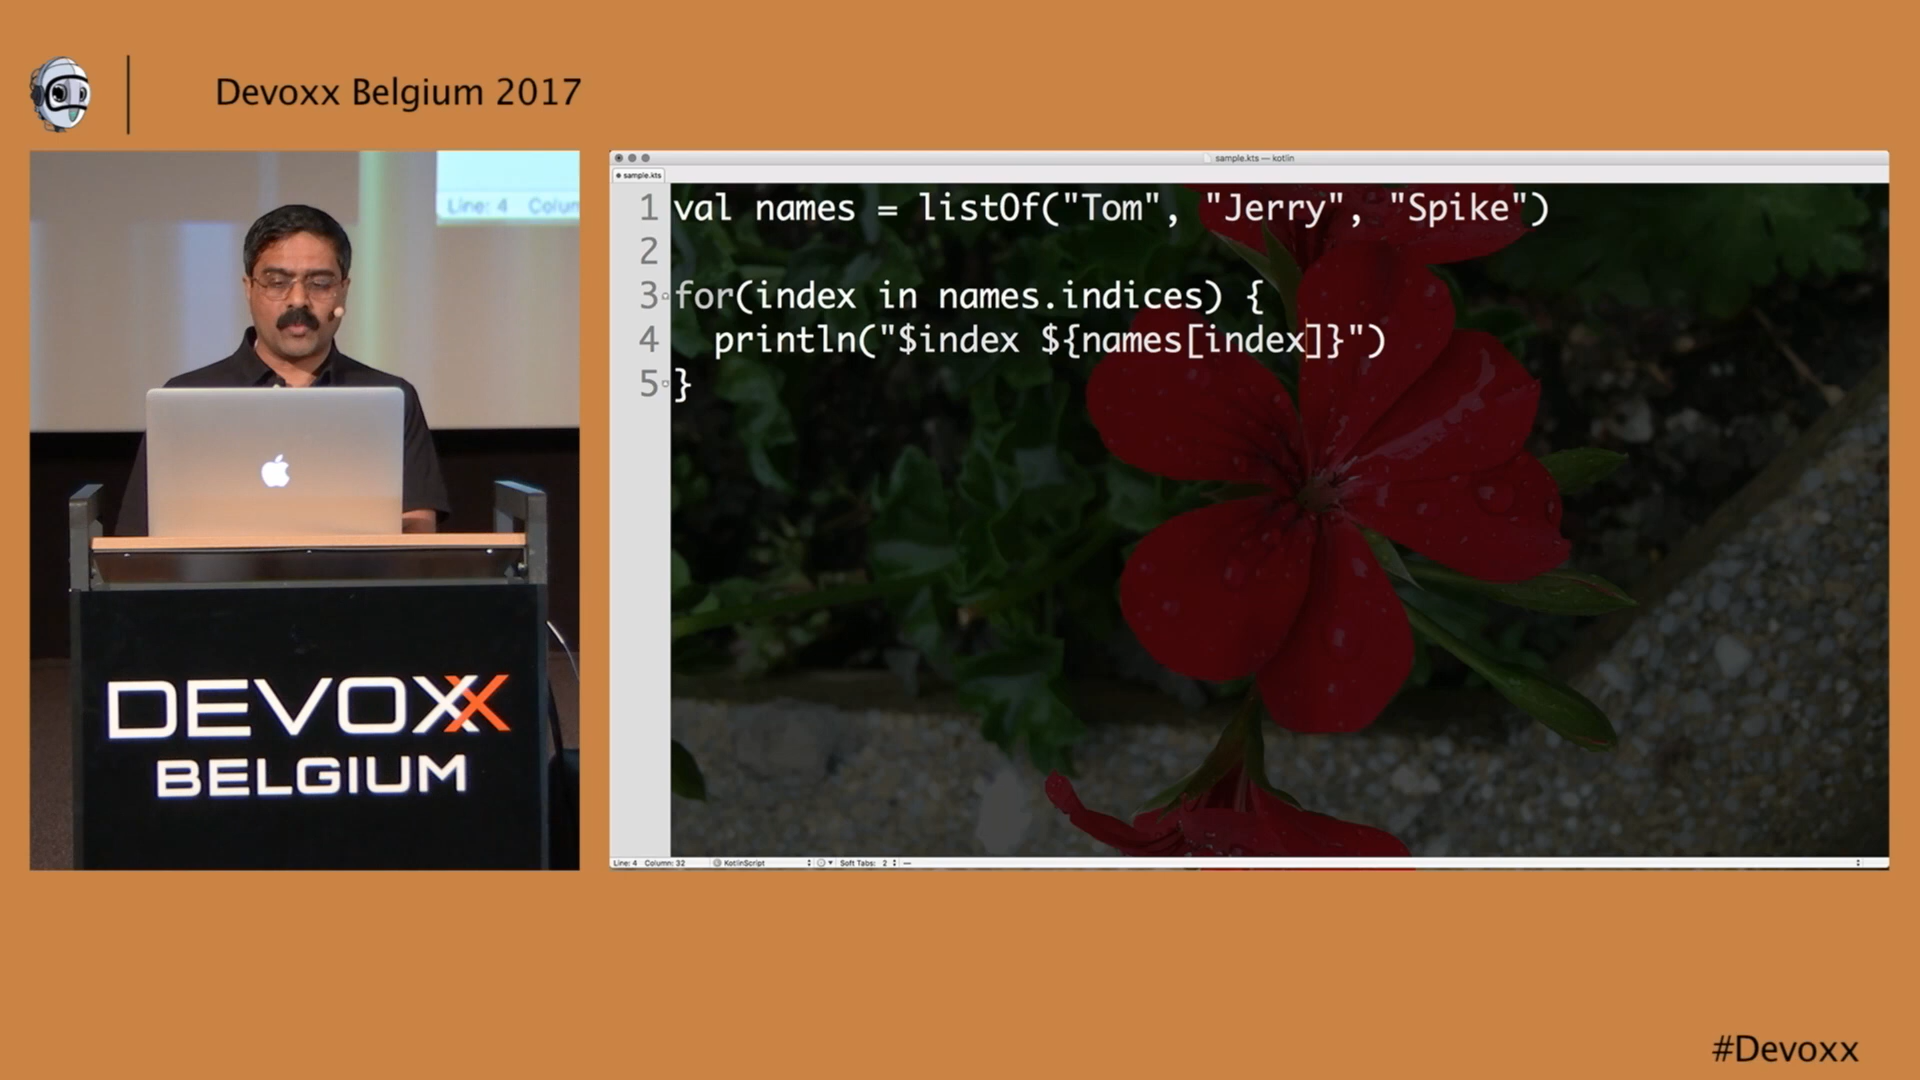 Devoxx Belgium 2017
Line: 4 Colum
DEVOXX
BELGIUM
sample.kts — kotlin
sample.kts
1 val names = listOf("Tom", "Jerry", "Spike")
2
3 for(index in names.indices) {
4   println("$index ${names[index]}")
5 }
Line: 4 Column: 32 KotlinScript Soft Tabs: 2 —
#Devoxx